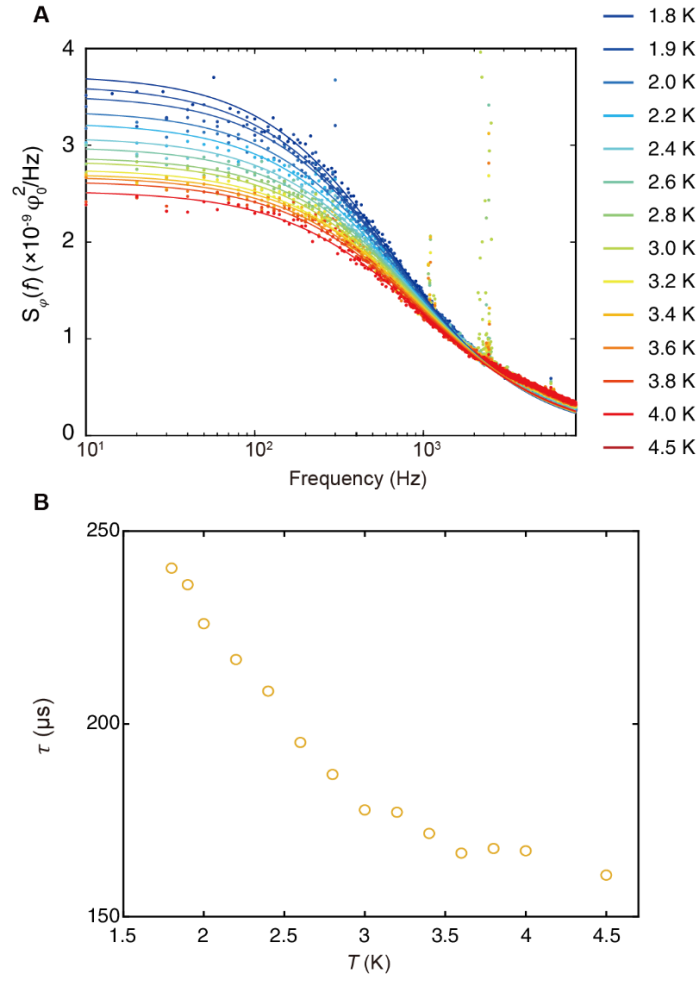 A
4
3
2
1
0
10¹
10²
10³
Frequency (Hz)
Sφ(f) (×10⁻⁹ φ₀²/Hz)
1.8 K
1.9 K
2.0 K
2.2 K
2.4 K
2.6 K
2.8 K
3.0 K
3.2 K
3.4 K
3.6 K
3.8 K
4.0 K
4.5 K
B
250
200
150
1.5
2
2.5
3
3.5
4
4.5
T (K)
τ (μs)